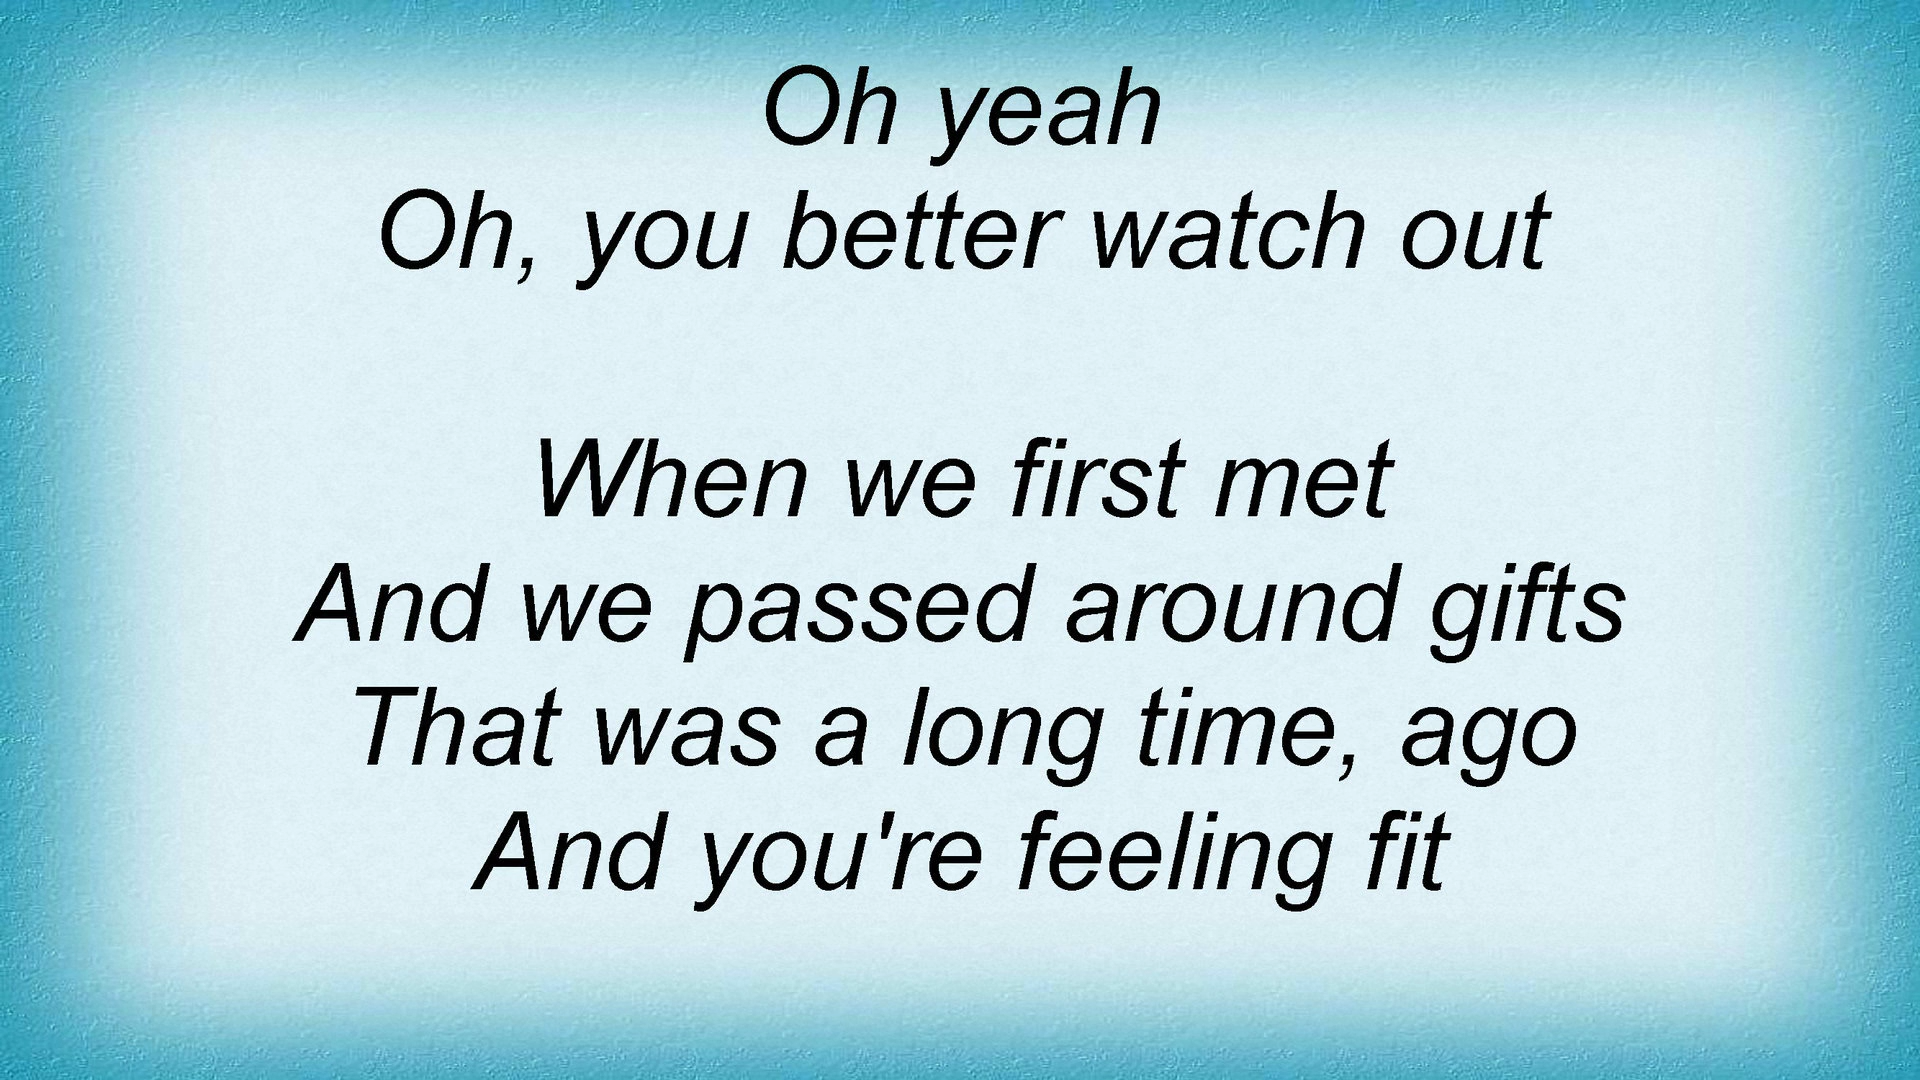 Oh yeah
Oh, you better watch out
When we first met
And we passed around gifts
That was a long time, ago
And you're feeling fit